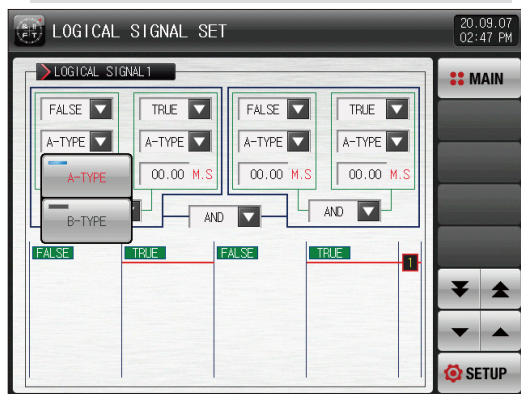 LOGICAL SIGNAL SET
20.09.07
02:47 PM
LOGICAL SIGNAL1
MAIN
FALSE TRUE FALSE TRUE
A-TYPE A-TYPE A-TYPE A-TYPE
A-TYPE
00.00 M.S 00.00 M.S 00.00 M.S
B-TYPE
AND AND
FALSE TRUE FALSE TRUE
1
SETUP